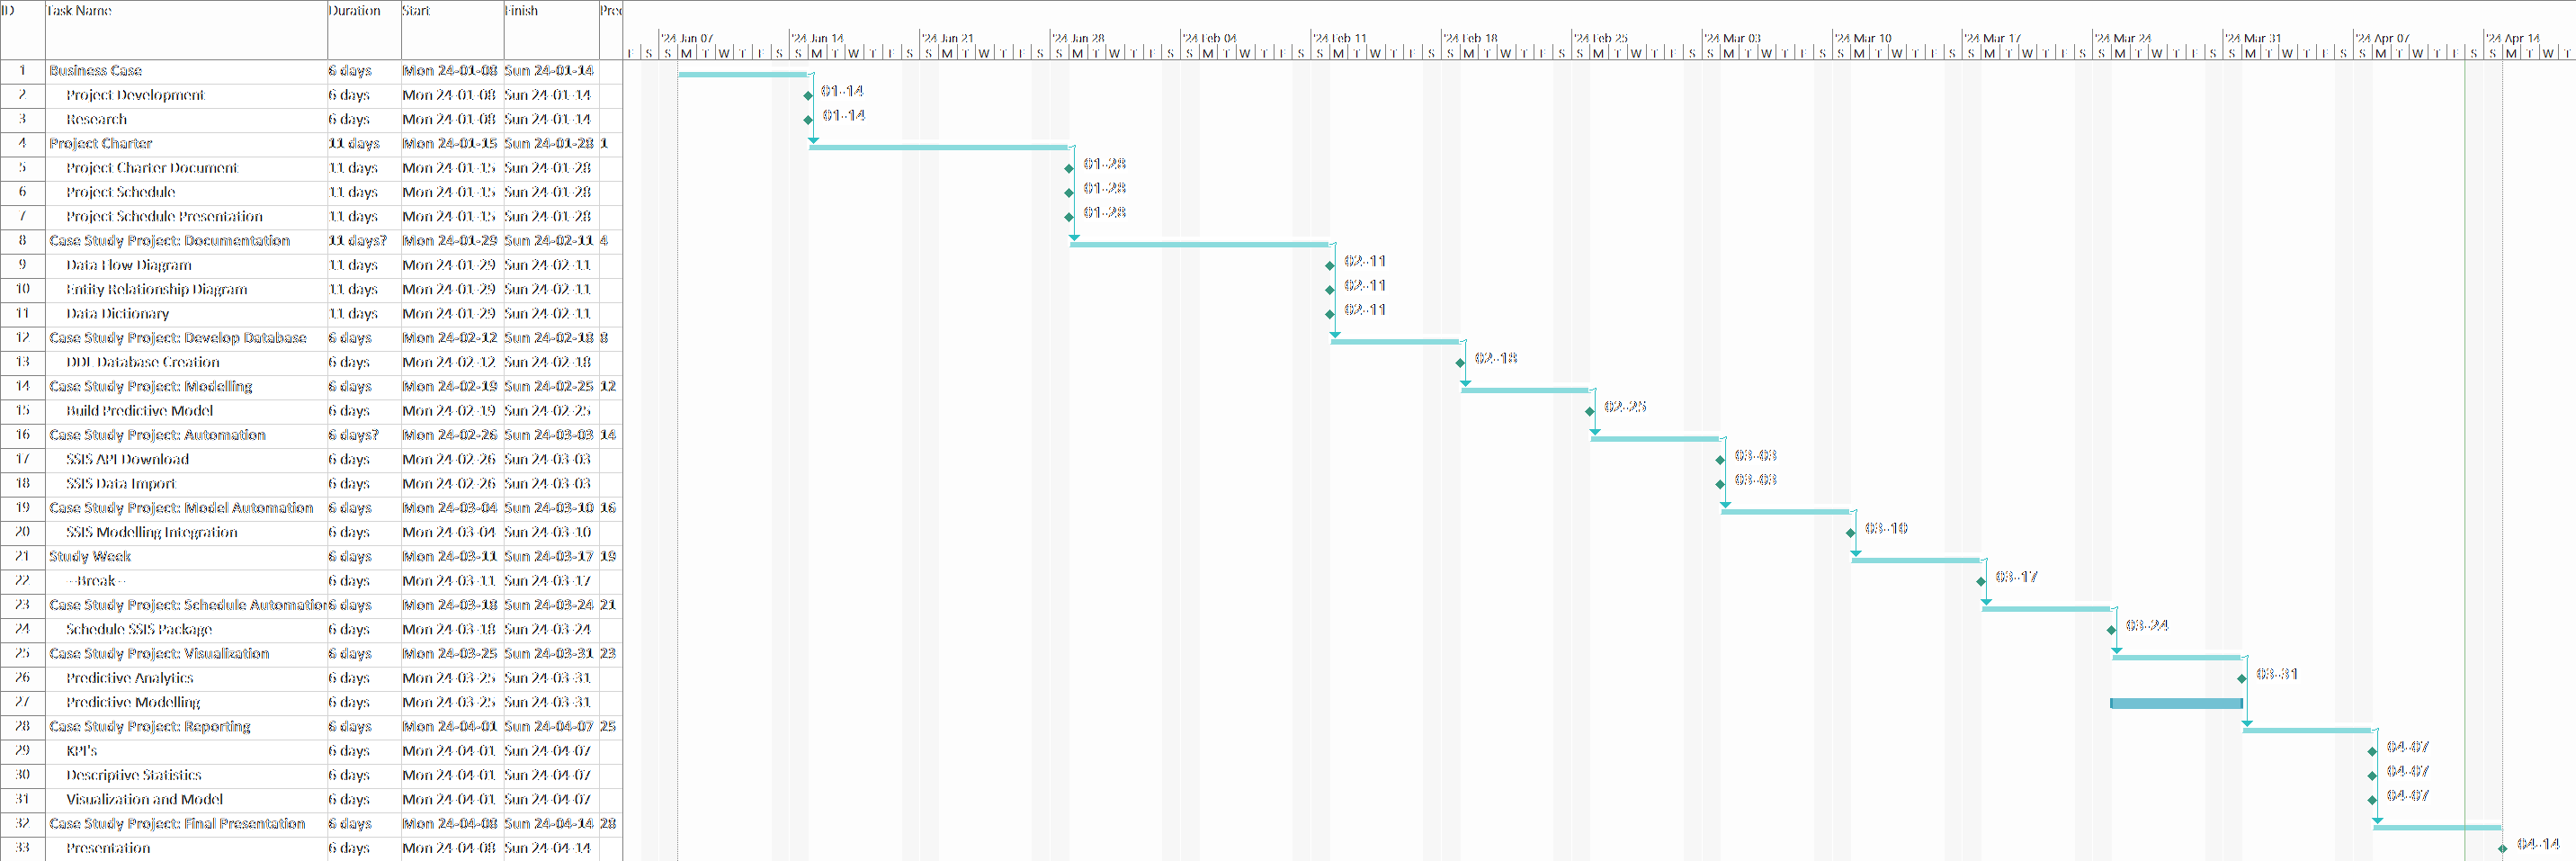 ID Task Name Duration Start Finish Pred
'24 Jan 07 '24 Jan 14 '24 Jan 21 '24 Jan 28 '24 Feb 04 '24 Feb 11 '24 Feb 18 '24 Feb 25 '24 Mar 03 '24 Mar 10 '24 Mar 17 '24 Mar 24 '24 Mar 31 '24 Apr 07 '24 Apr 14
F S S M T W T F S S M T W T F S S M T W T F S S M T W T F S S M T W T F S S M T W T F S S M T W T F S S M T W T F S S M T W T F S S M T W T F S S M T W T F S S M T W T F S S M T W T F S S M T W T F S S M T W T
1 Business Case 6 days Mon 24-01-08 Sun 24-01-14
2 Project Development 6 days Mon 24-01-08 Sun 24-01-14 01-14
3 Research 6 days Mon 24-01-08 Sun 24-01-14 01-14
4 Project Charter 11 days Mon 24-01-15 Sun 24-01-28 1
5 Project Charter Document 11 days Mon 24-01-15 Sun 24-01-28 01-28
6 Project Schedule 11 days Mon 24-01-15 Sun 24-01-28 01-28
7 Project Schedule Presentation 11 days Mon 24-01-15 Sun 24-01-28 01-28
8 Case Study Project: Documentation 11 days? Mon 24-01-29 Sun 24-02-11 4
9 Data Flow Diagram 11 days Mon 24-01-29 Sun 24-02-11 02-11
10 Entity Relationship Diagram 11 days Mon 24-01-29 Sun 24-02-11 02-11
11 Data Dictionary 11 days Mon 24-01-29 Sun 24-02-11 02-11
12 Case Study Project: Develop Database 6 days Mon 24-02-12 Sun 24-02-18 8
13 DDL Database Creation 6 days Mon 24-02-12 Sun 24-02-18 02-18
14 Case Study Project: Modelling 6 days Mon 24-02-19 Sun 24-02-25 12
15 Build Predictive Model 6 days Mon 24-02-19 Sun 24-02-25 02-25
16 Case Study Project: Automation 6 days? Mon 24-02-26 Sun 24-03-03 14
17 SSIS API Download 6 days Mon 24-02-26 Sun 24-03-03 03-03
18 SSIS Data Import 6 days Mon 24-02-26 Sun 24-03-03 03-03
19 Case Study Project: Model Automation 6 days Mon 24-03-04 Sun 24-03-10 16
20 SSIS Modelling Integration 6 days Mon 24-03-04 Sun 24-03-10 03-10
21 Study Week 6 days Mon 24-03-11 Sun 24-03-17 19
22 --Break-- 6 days Mon 24-03-11 Sun 24-03-17 03-17
23 Case Study Project: Schedule Automation 6 days Mon 24-03-18 Sun 24-03-24 21
24 Schedule SSIS Package 6 days Mon 24-03-18 Sun 24-03-24 03-24
25 Case Study Project: Visualization 6 days Mon 24-03-25 Sun 24-03-31 23
26 Predictive Analytics 6 days Mon 24-03-25 Sun 24-03-31 03-31
27 Predictive Modelling 6 days Mon 24-03-25 Sun 24-03-31
28 Case Study Project: Reporting 6 days Mon 24-04-01 Sun 24-04-07 25
29 KPI's 6 days Mon 24-04-01 Sun 24-04-07 04-07
30 Descriptive Statistics 6 days Mon 24-04-01 Sun 24-04-07 04-07
31 Visualization and Model 6 days Mon 24-04-01 Sun 24-04-07 04-07
32 Case Study Project: Final Presentation 6 days Mon 24-04-08 Sun 24-04-14 28
33 Presentation 6 days Mon 24-04-08 Sun 24-04-14 04-14